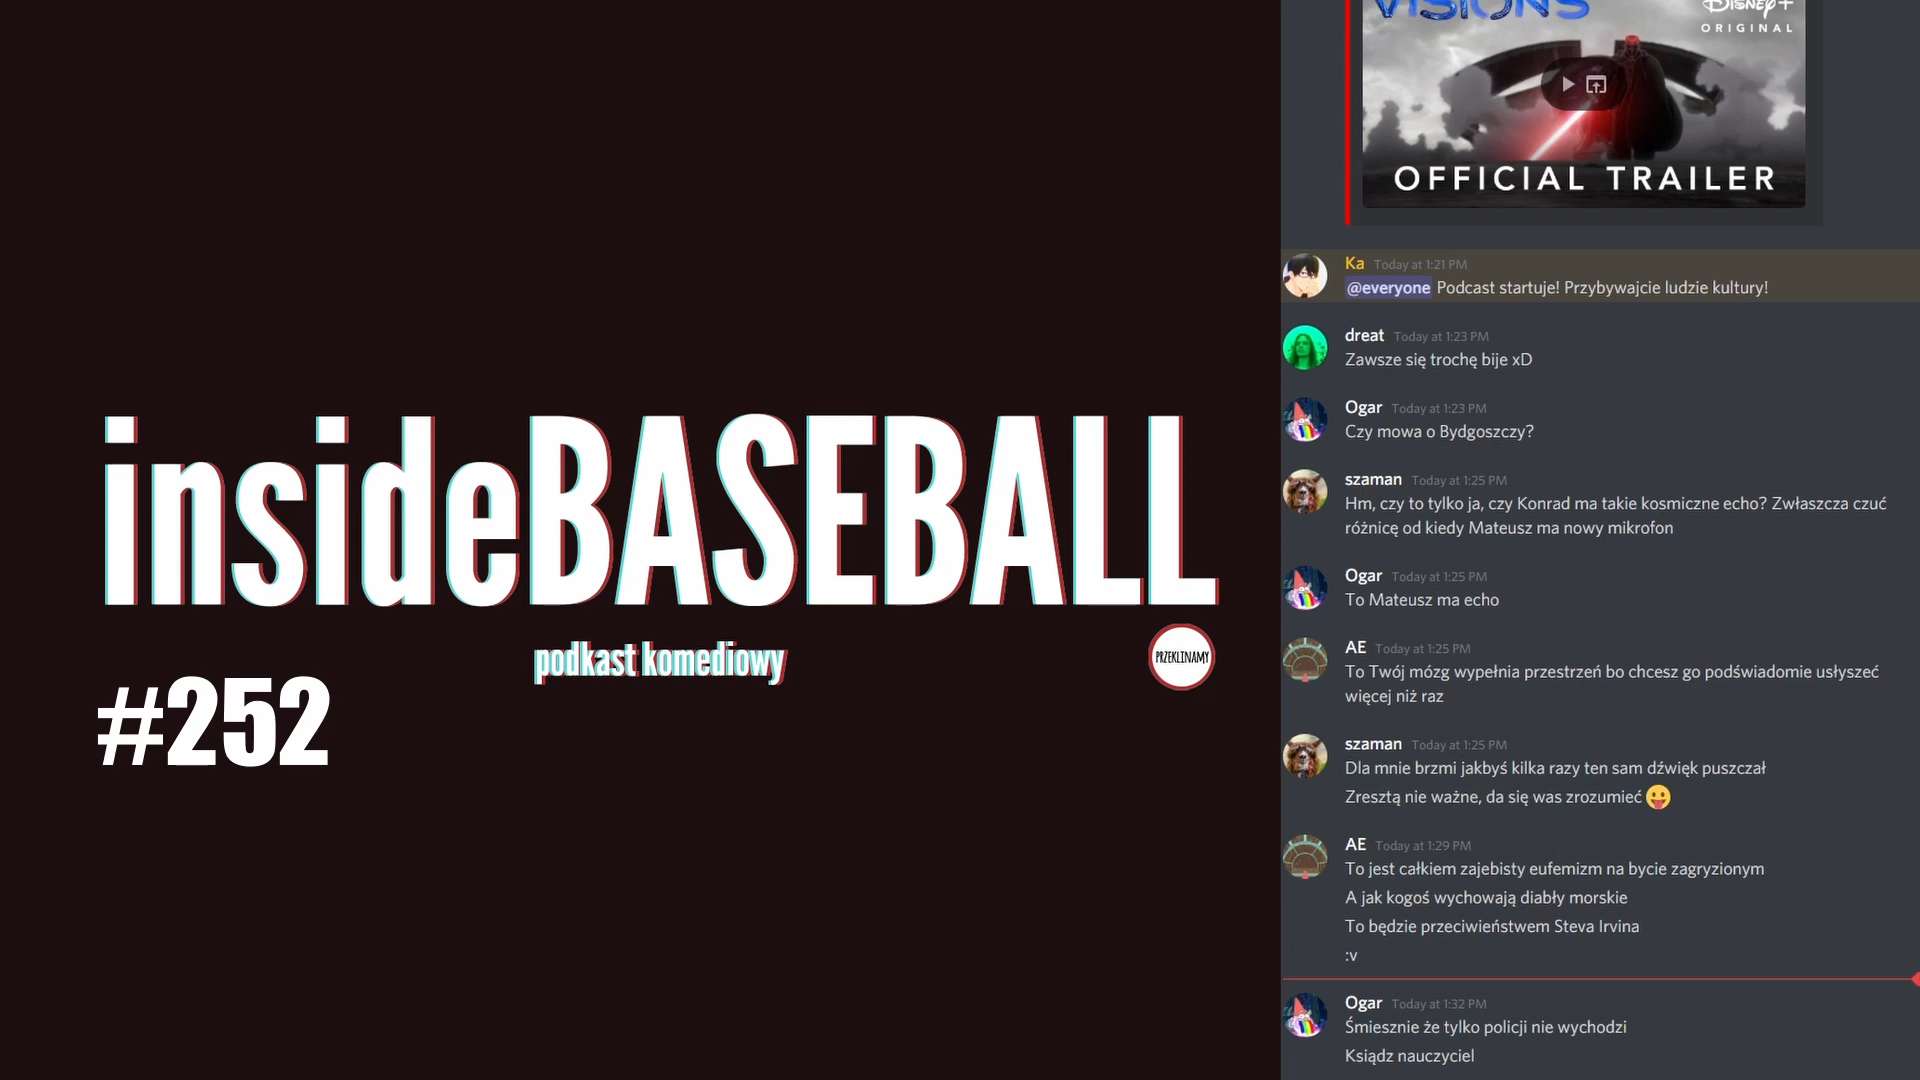 insideBASEBALL
podkast komediowy
PRZEKLINAMY
#252
VISIONS
Disney+
ORIGINAL
OFFICIAL TRAILER
Ka Today at 1:21 PM
@everyone Podcast startuje! Przybywajcie ludzie kultury!
dreat Today at 1:23 PM
Zawsze się trochę bije xD
Ogar Today at 1:23 PM
Czy mowa o Bydgoszczy?
szaman Today at 1:25 PM
Hm, czy to tylko ja, czy Konrad ma takie kosmiczne echo? Zwłaszcza czuć
różnicę od kiedy Mateusz ma nowy mikrofon
Ogar Today at 1:25 PM
To Mateusz ma echo
AE Today at 1:25 PM
To Twój mózg wypełnia przestrzeń bo chcesz go podświadomie usłyszeć
więcej niż raz
szaman Today at 1:25 PM
Dla mnie brzmi jakbyś kilka razy ten sam dźwięk puszczał
Zresztą nie ważne, da się was zrozumieć 😛
AE Today at 1:29 PM
To jest całkiem zajebisty eufemizm na bycie zagryzionym
A jak kogoś wychowają diabły morskie
To będzie przeciwieństwem Steva Irvina
:v
Ogar Today at 1:32 PM
Śmiesznie że tylko policji nie wychodzi
Ksiądz nauczyciel